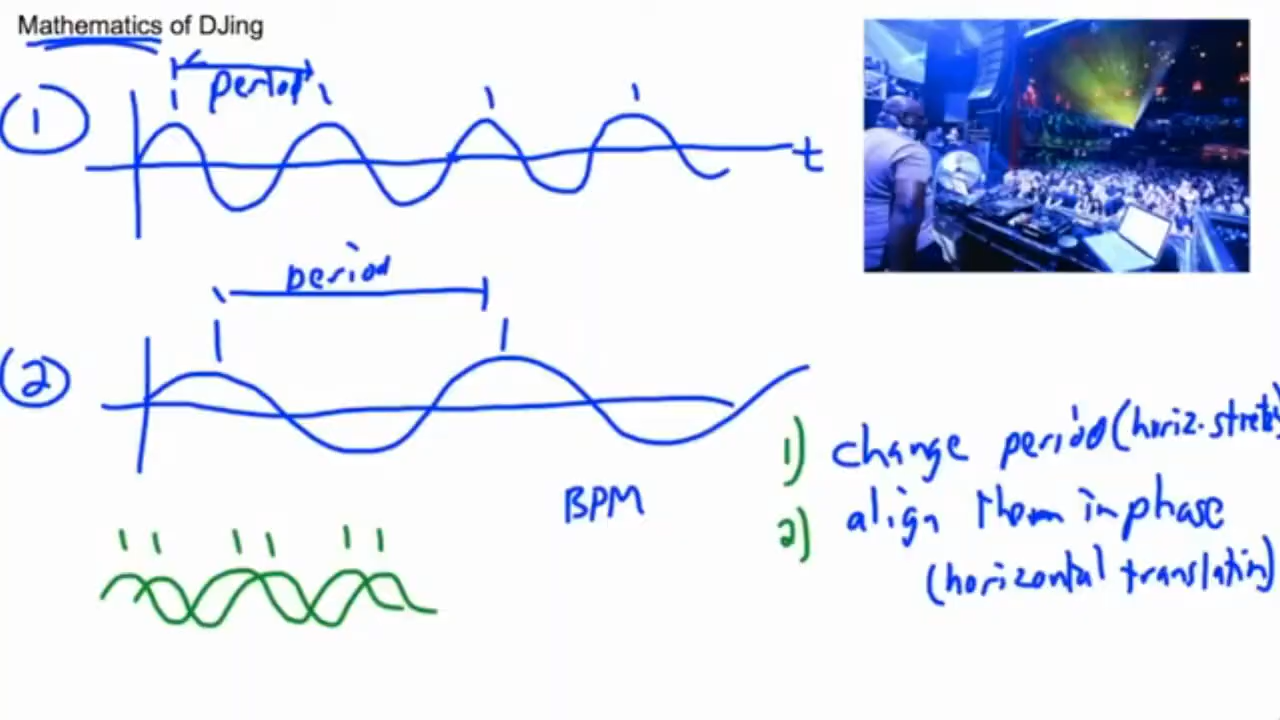 Mathematics of DJing
period
1
t
period
2
1) change period (horiz. stretch)
BPM
2) align them in phase
(horizontal translation)